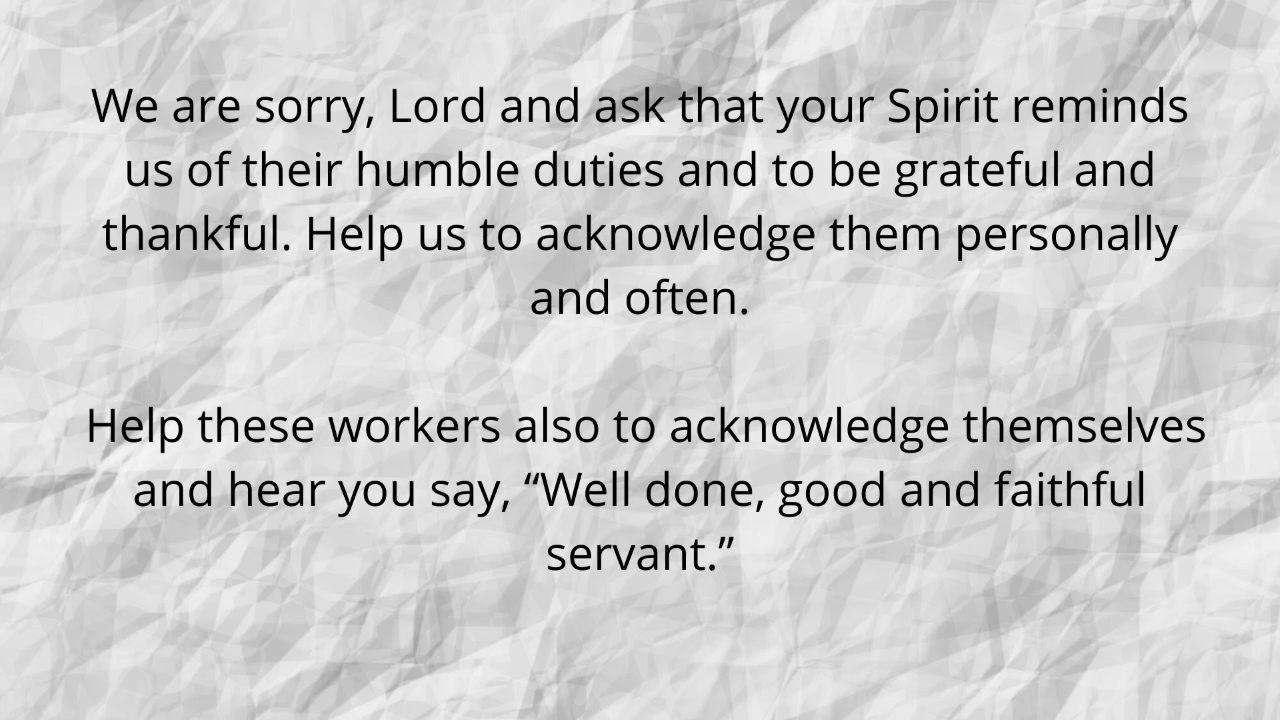 We are sorry, Lord and ask that your Spirit reminds
us of their humble duties and to be grateful and
thankful. Help us to acknowledge them personally
and often.
Help these workers also to acknowledge themselves
and hear you say, “Well done, good and faithful
servant.”